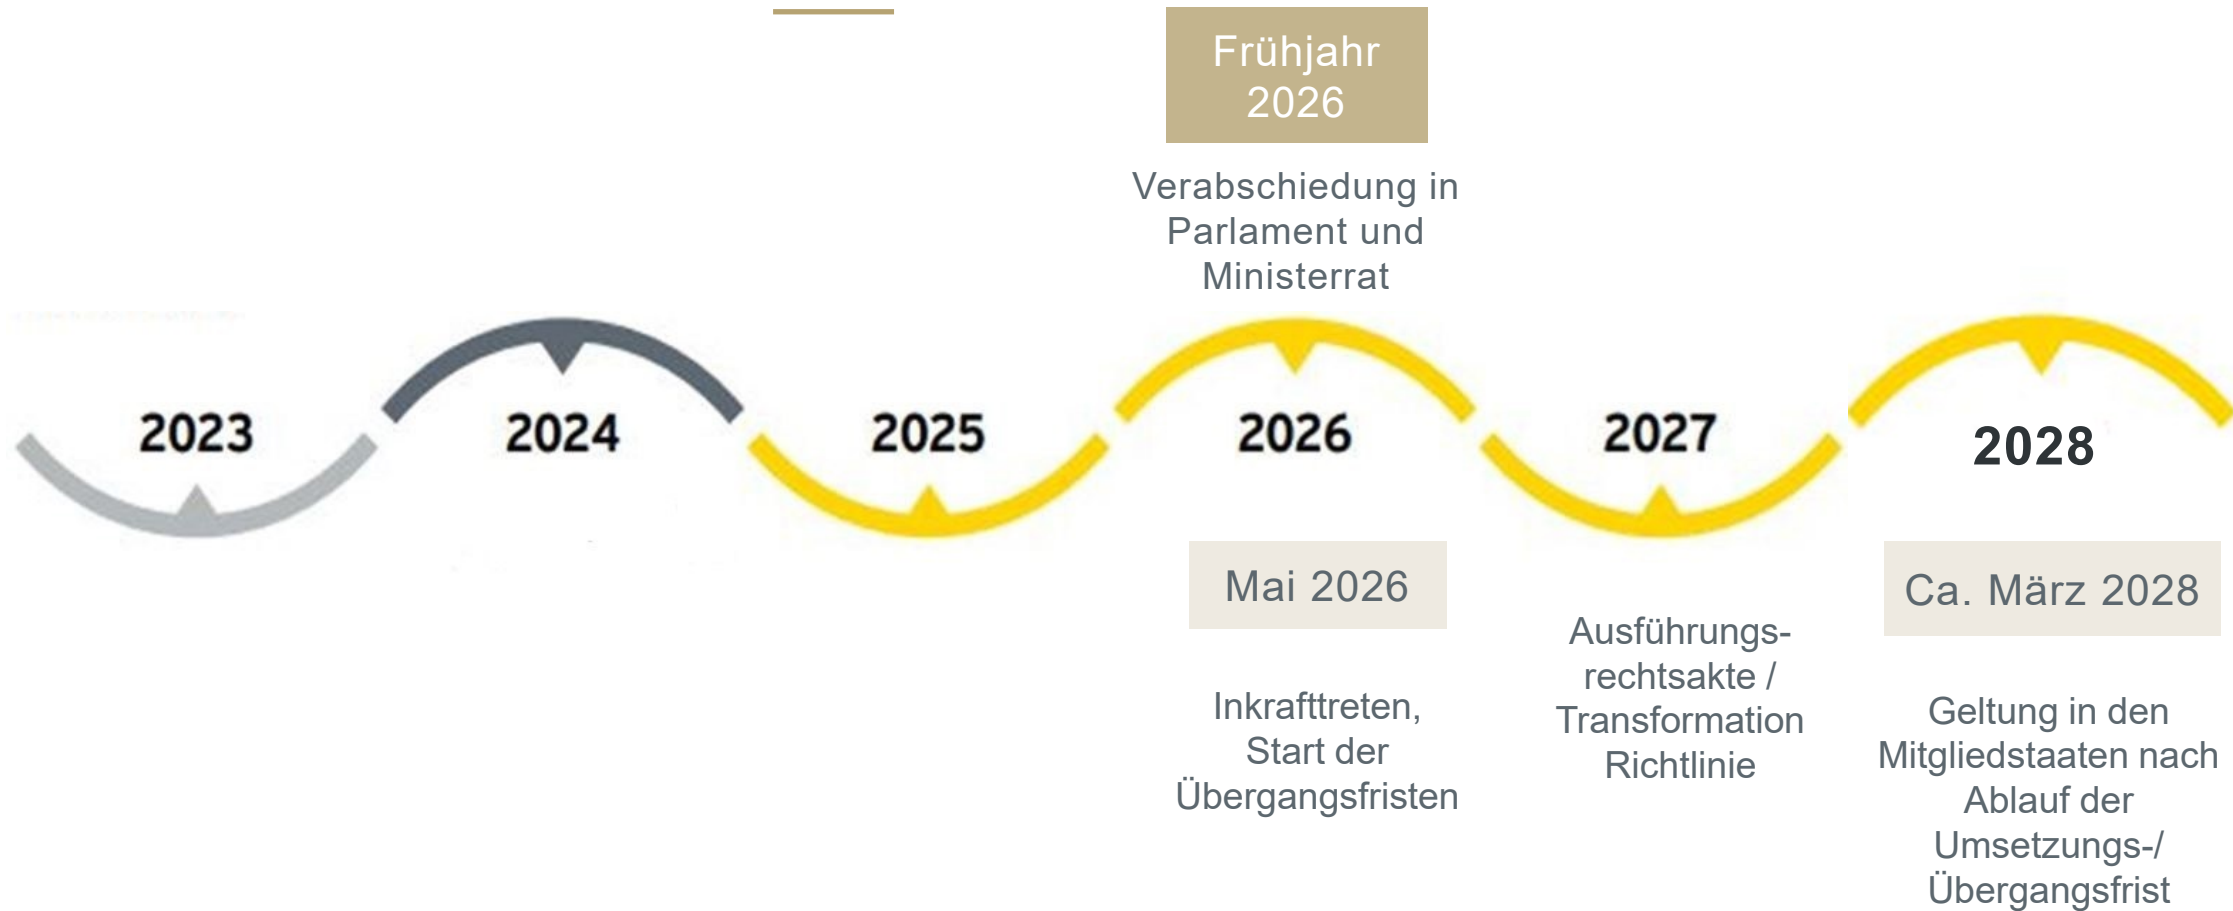 Frühjahr
2026
Verabschiedung in
Parlament und
Ministerrat
2023
2024
2025
2026
2027
2028
Mai 2026
Inkrafttreten,
Start der
Übergangsfristen
Ausführungs-
rechtsakte /
Transformation
Richtlinie
Ca. März 2028
Geltung in den
Mitgliedstaaten nach
Ablauf der
Umsetzungs-/
Übergangsfrist